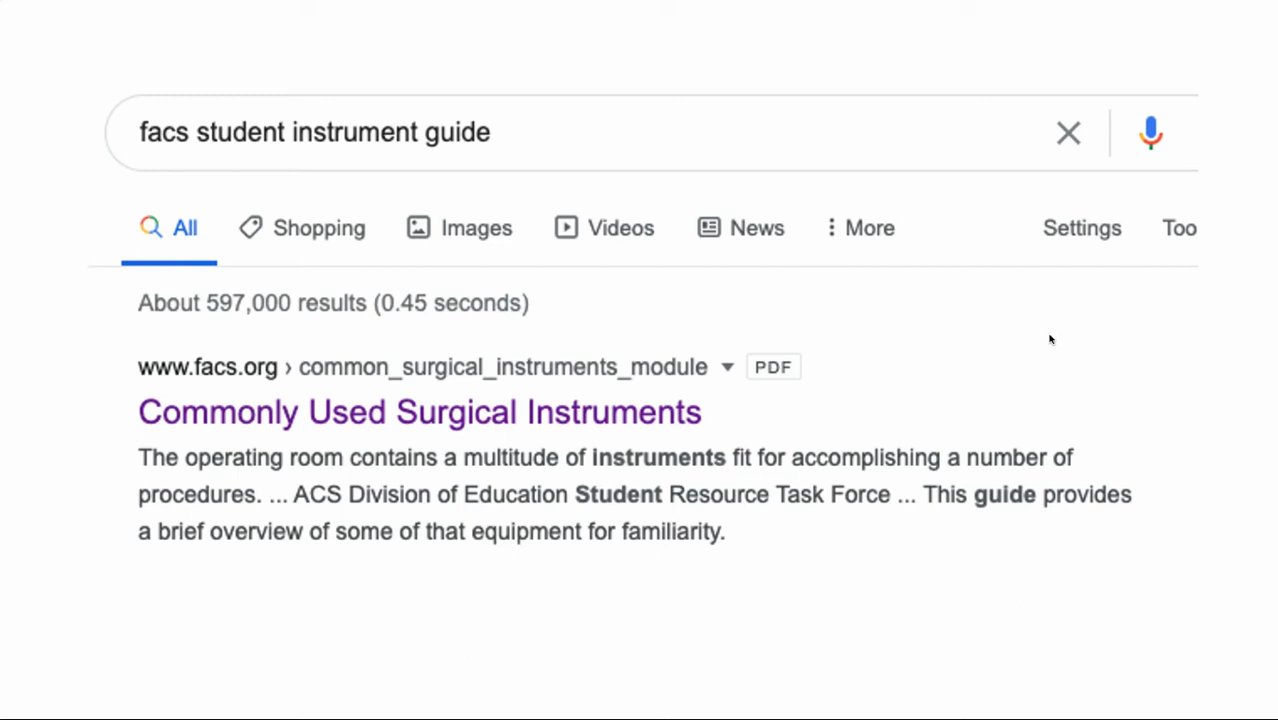 facs student instrument guide
All Shopping Images Videos News More Settings Too
About 597,000 results (0.45 seconds)
www.facs.org › common_surgical_instruments_module PDF
Commonly Used Surgical Instruments
The operating room contains a multitude of instruments fit for accomplishing a number of
procedures. ... ACS Division of Education Student Resource Task Force ... This guide provides
a brief overview of some of that equipment for familiarity.